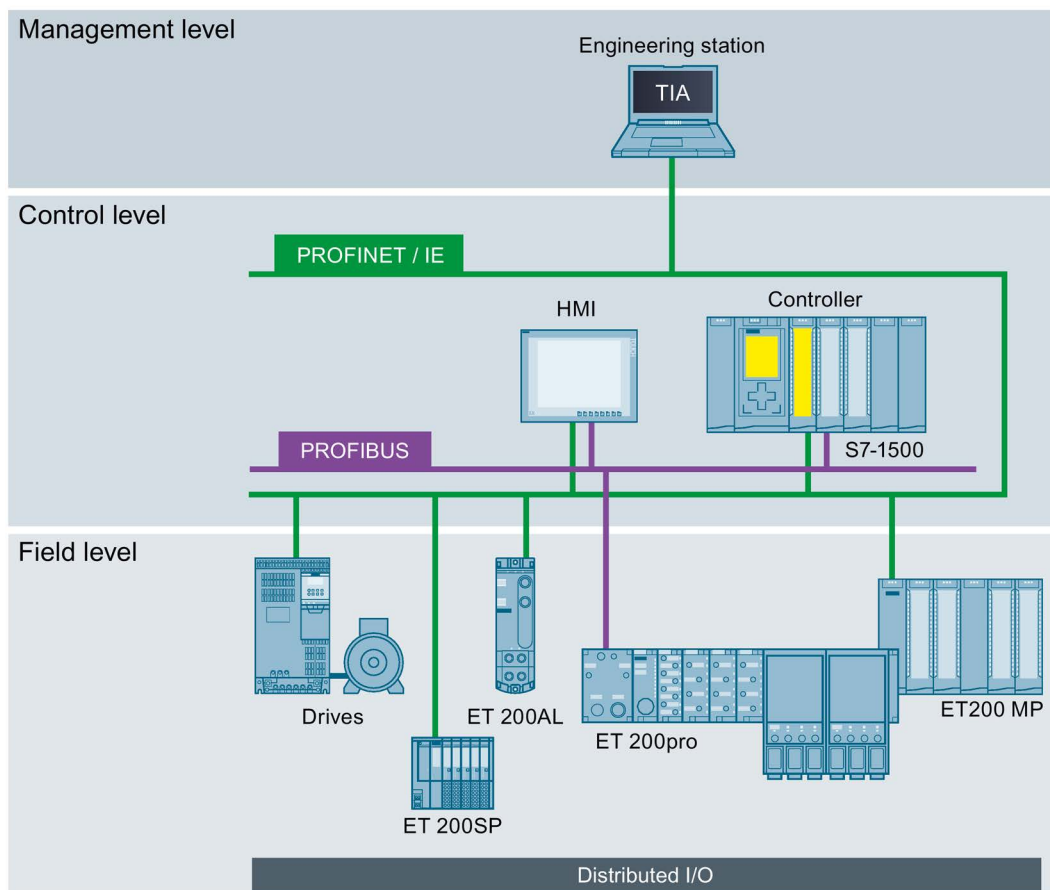 Management level
Engineering station
TIA
Control level
PROFINET / IE
HMI
Controller
PROFIBUS
S7-1500
Field level
Drives
ET 200AL
ET 200pro
ET200 MP
ET 200SP
Distributed I/O